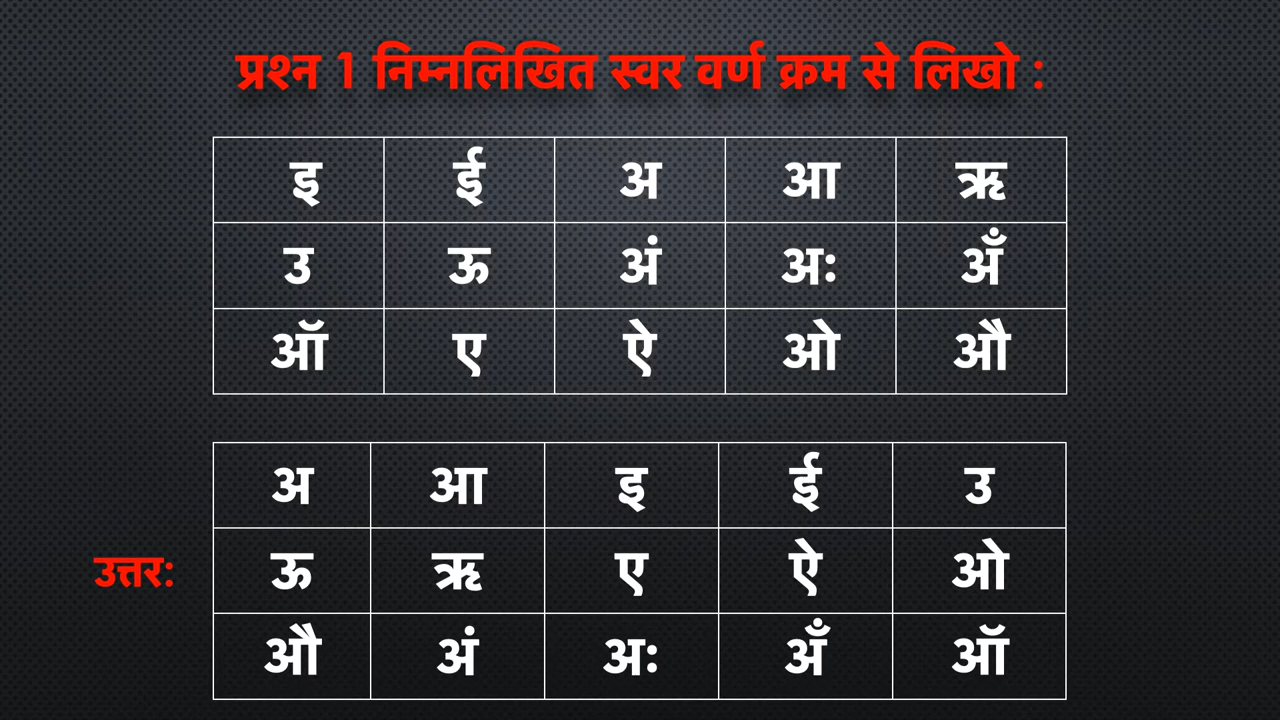 प्रश्न 1 निम्नलिखित स्वर वर्ण क्रम से लिखो :
इ ई अ आ ऋ
उ ऊ अं अः अँ
ऑ ए ऐ ओ औ
अ आ इ ई उ
उत्तर: ऊ ऋ ए ऐ ओ
औ अं अः अँ ऑ